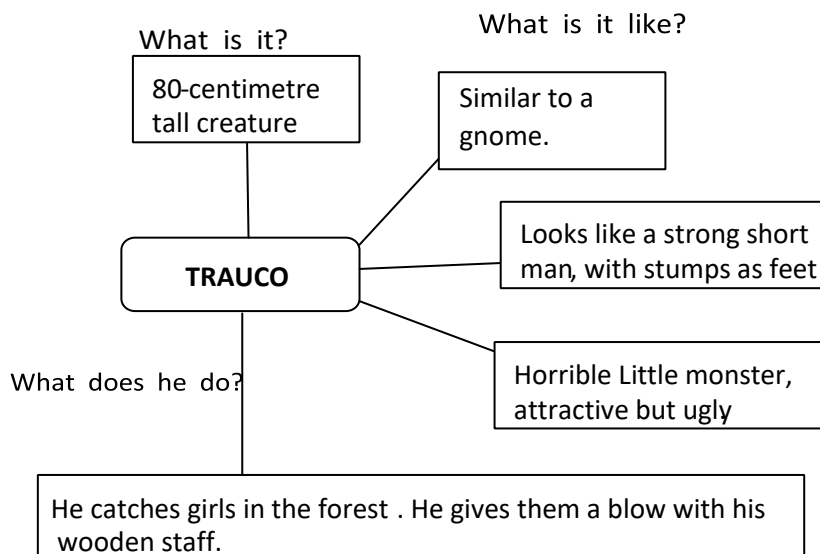 What is it?
80-centimetre
tall creature
What is it like?
Similar to a
gnome.
Looks like a strong short
man, with stumps as feet
TRAUCO
Horrible Little monster,
attractive but ugly
What does he do?
He catches girls in the forest . He gives them a blow with his
wooden staff.